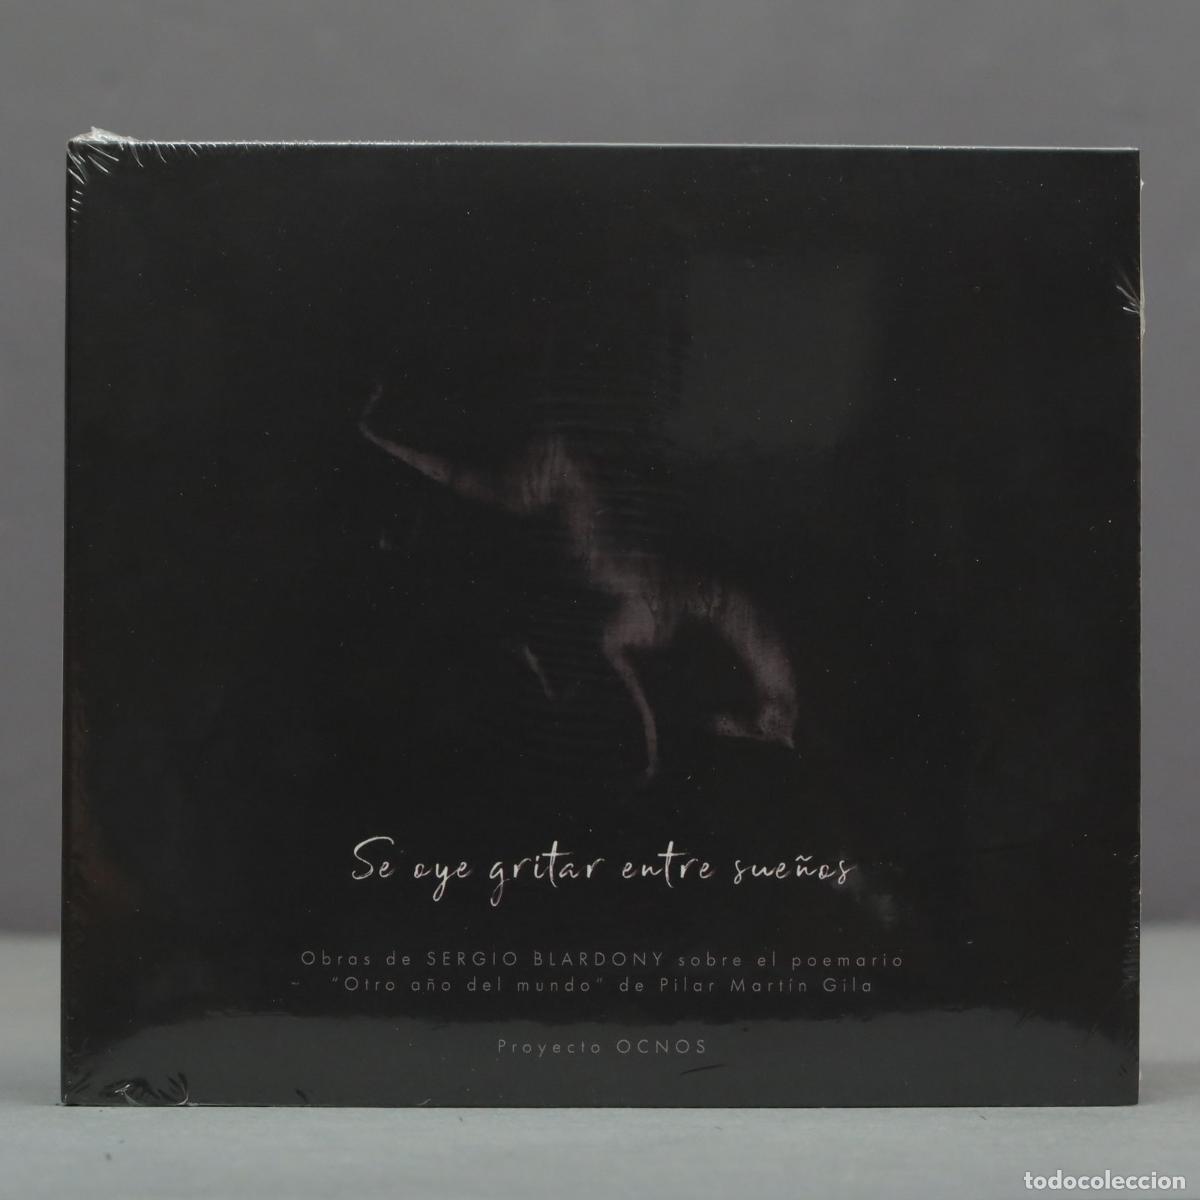 Se oye gritar entre sueños
Obras de SERGIO BLARDONY sobre el poemario
~ "Otro año del mundo" de Pilar Martín Gila
Proyecto OCNOS
todocoleccion